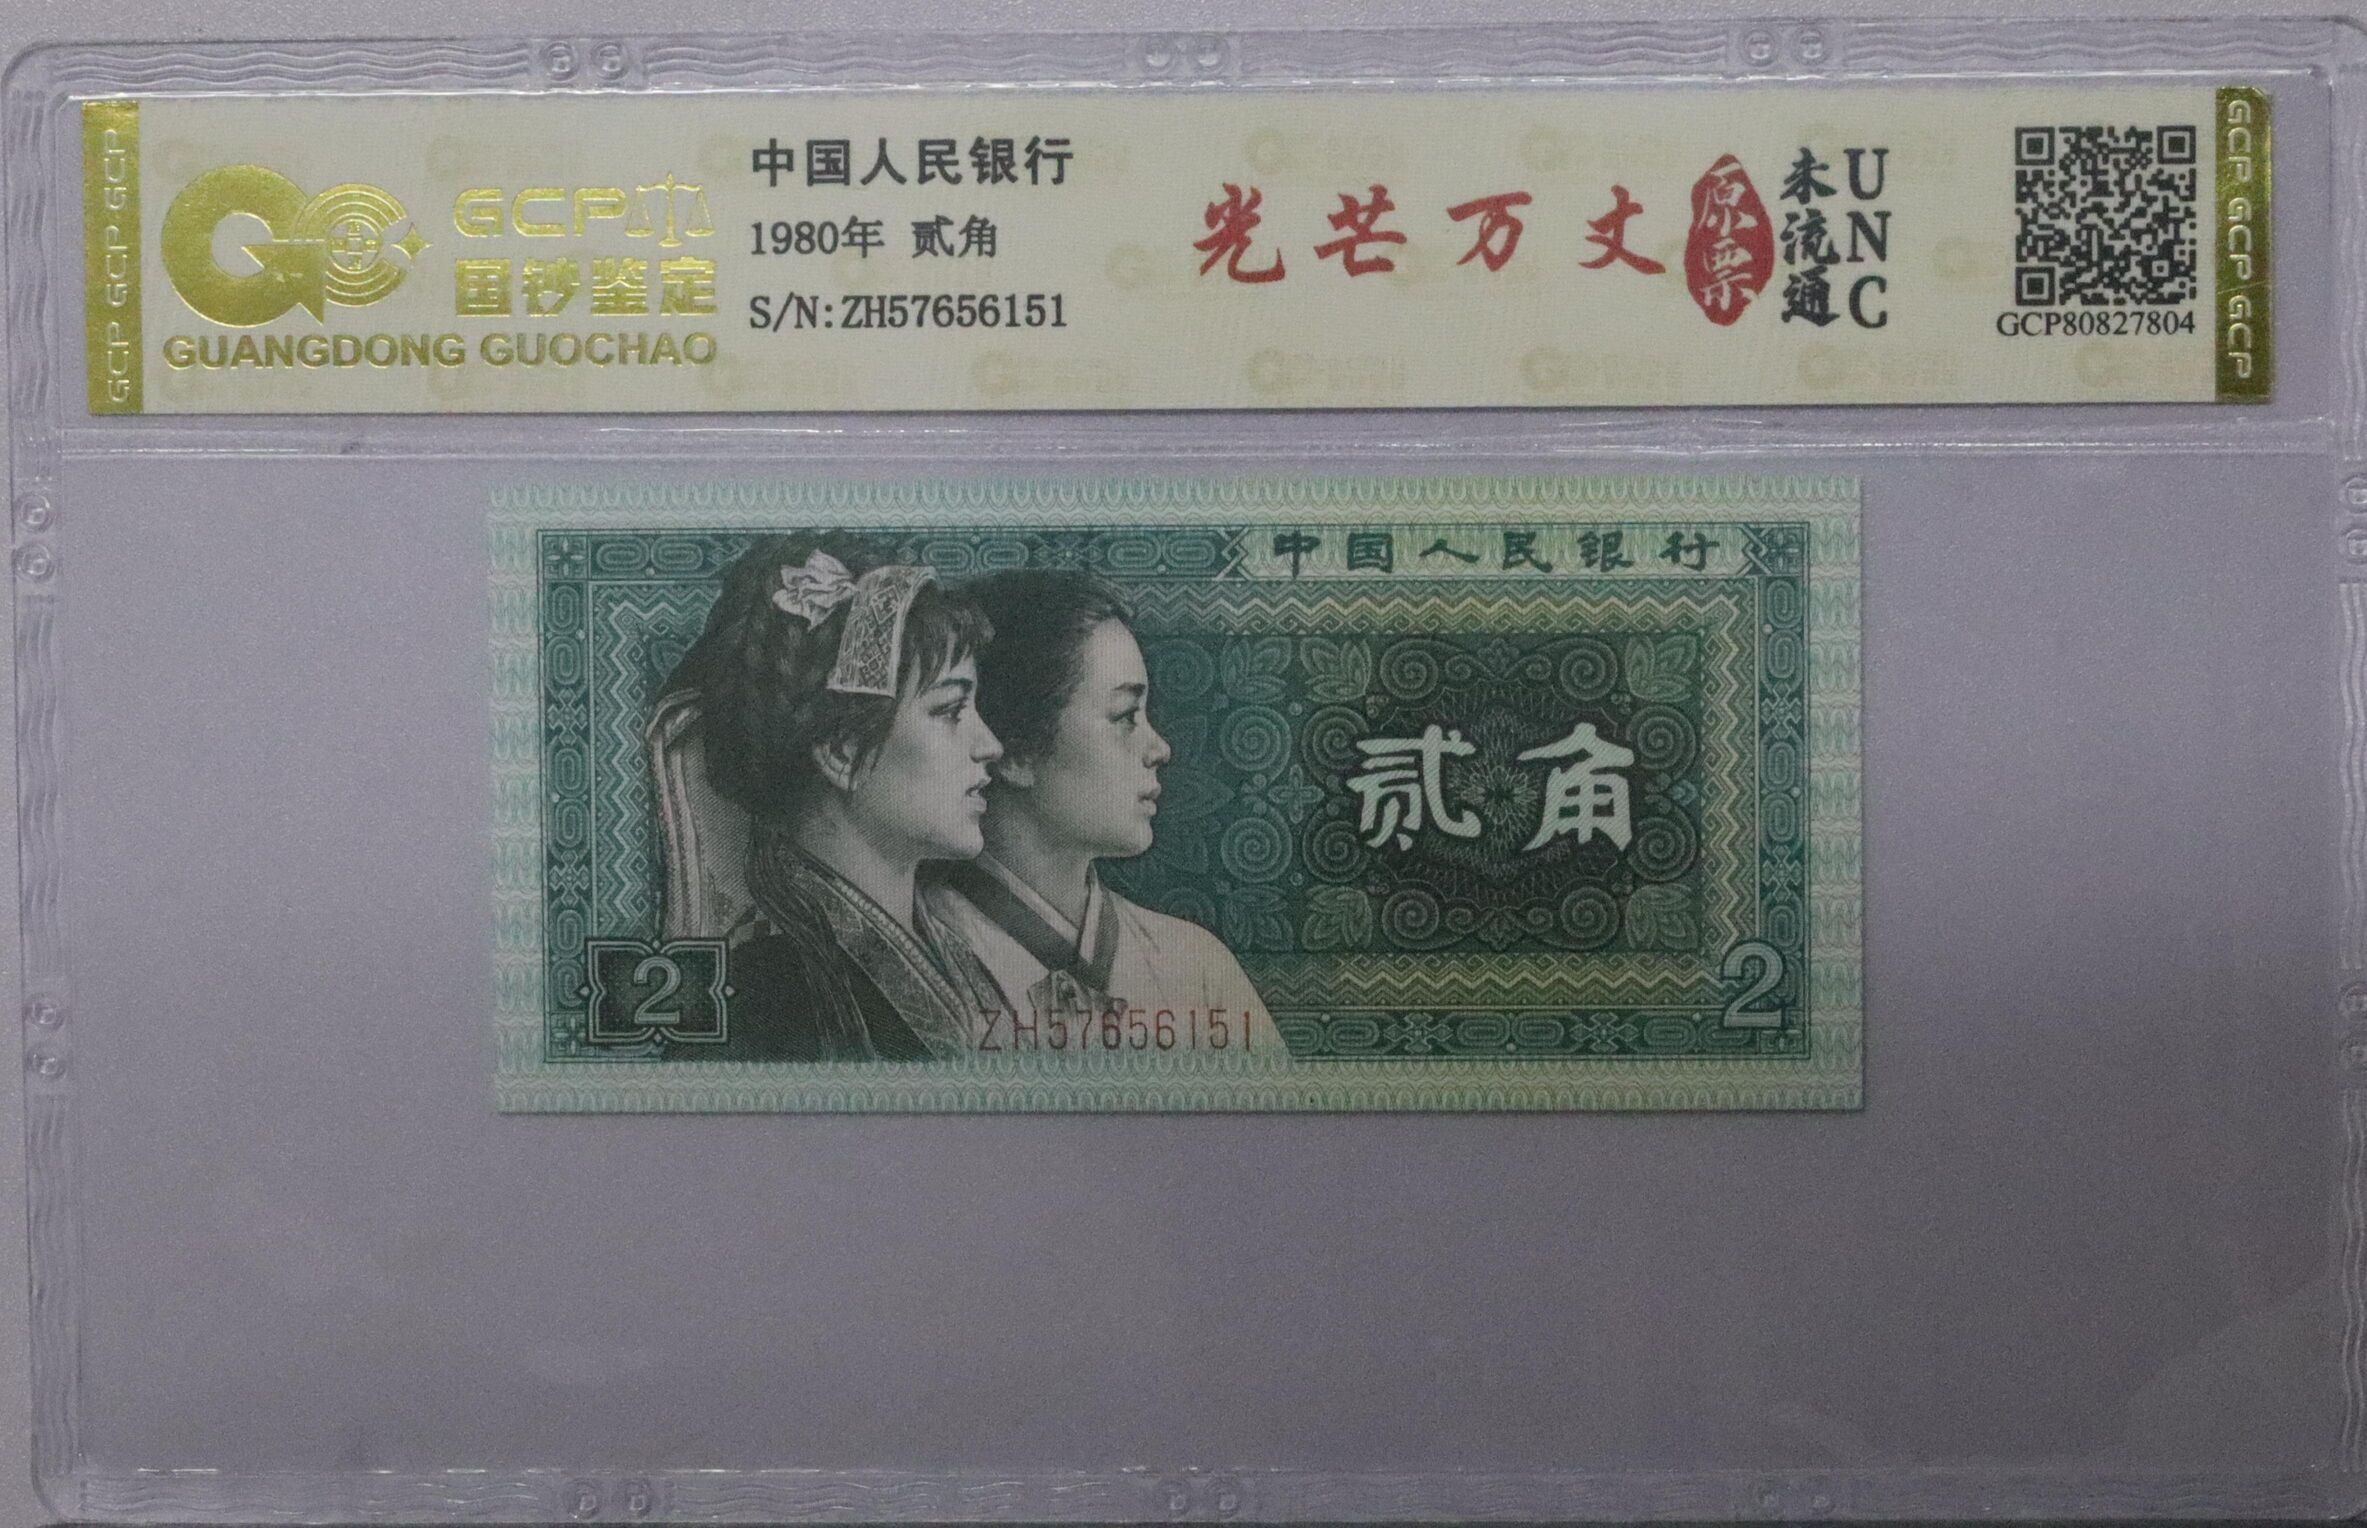 GCP GCP GCP
GCP
国钞鉴定
GUANGDONG GUOCHAO
中国人民银行
1980年 贰角
S/N:ZH57656151
光芒万丈
原票
未流通
UNC
GCP80827804
GCP GCP GCP
中国人民银行
贰角
2
2
ZH57656151